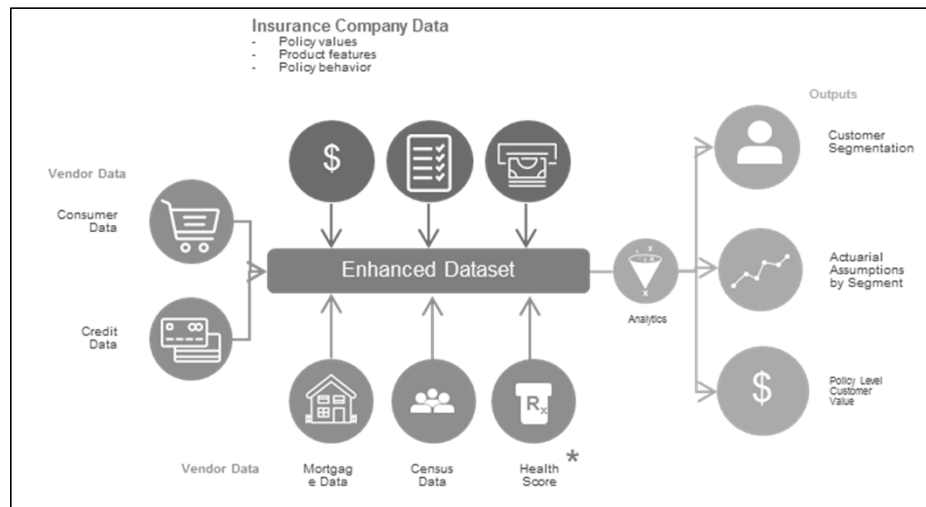 Insurance Company Data
- Policy values
- Product features
- Policy behavior
Outputs
$
Customer
Segmentation
Vendor Data
Consumer
Data
Enhanced Dataset
Actuarial
Assumptions
by Segment
Analytics
x
x
x
Credit
Data
Rx
$
Policy Level
Customer
Value
Vendor Data
Mortgag
e Data
Census
Data
Health *
Score